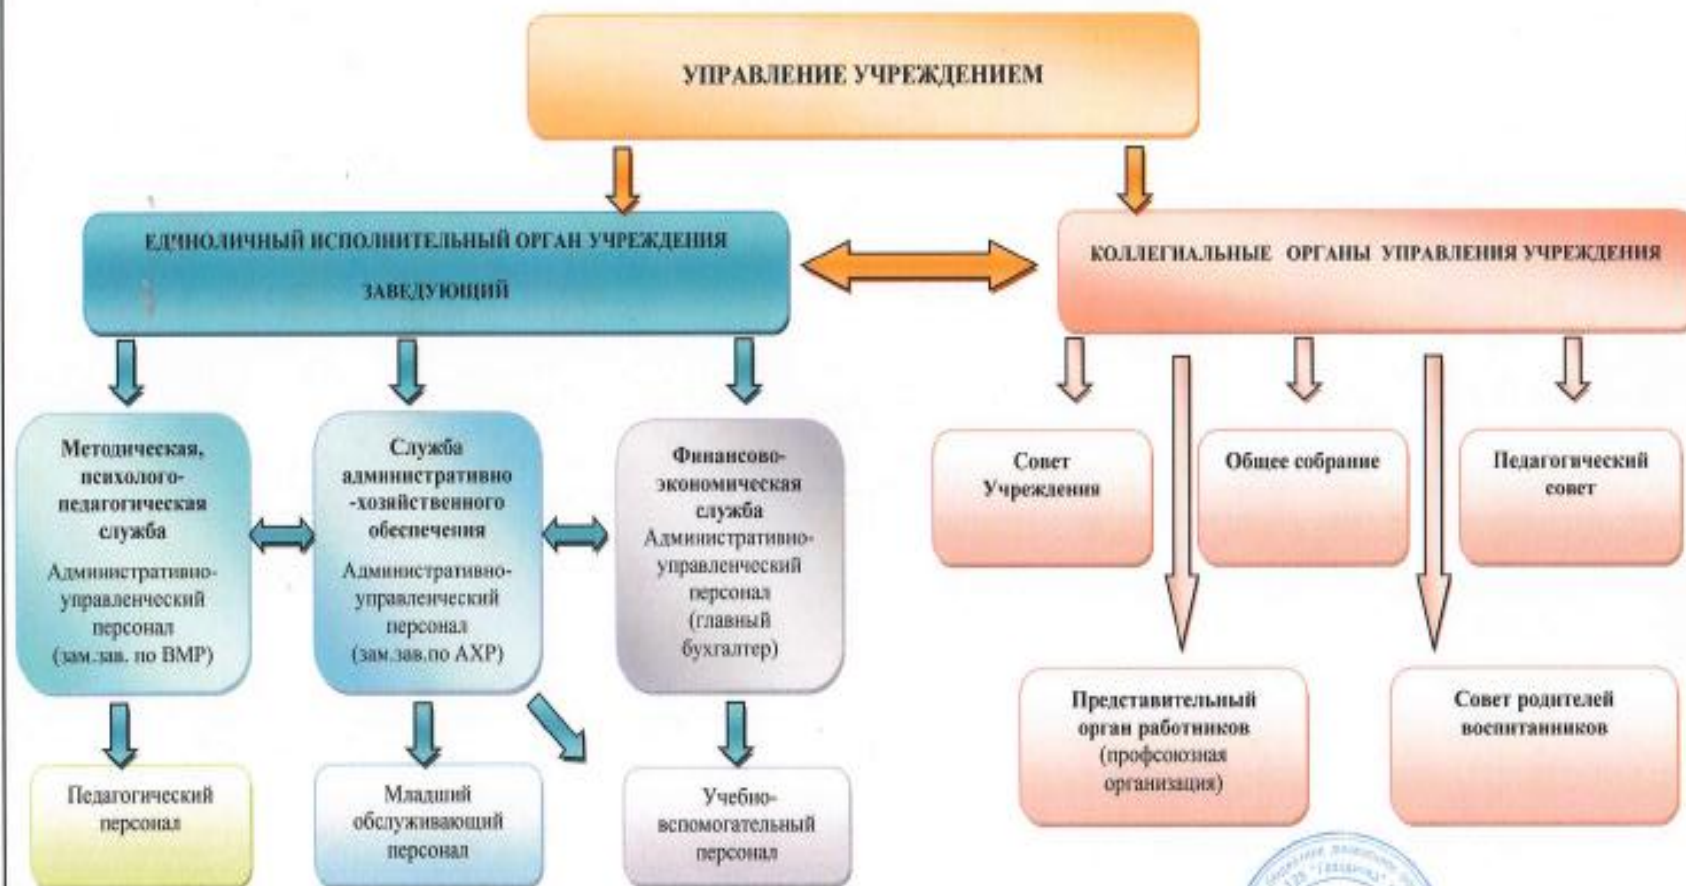 УПРАВЛЕНИЕ УЧРЕЖДЕНИЕМ
ЕДИНОЛИЧНЫЙ ИСПОЛНИТЕЛЬНЫЙ ОРГАН УЧРЕЖДЕНИЯ
ЗАВЕДУЮЩИЙ
КОЛЛЕГИАЛЬНЫЕ ОРГАНЫ УПРАВЛЕНИЯ УЧРЕЖДЕНИЯ
Методическая,
психолого-
педагогическая
служба
Административно-
управленческий
персонал
(зам.зав. по ВМР)
Служба
административно
-хозяйственного
обеспечения
Административно-
управленческий
персонал
(зам.зав.по АХР)
Финансово-
экономическая
служба
Административно-
управленческий
персонал
(главный
бухгалтер)
Совет
Учреждения
Общее собрание
Педагогический
совет
Представительный
орган работников
(профсоюзная
организация)
Совет родителей
воспитанников
Педагогический
персонал
Младший
обслуживающий
персонал
Учебно-
вспомогательный
персонал